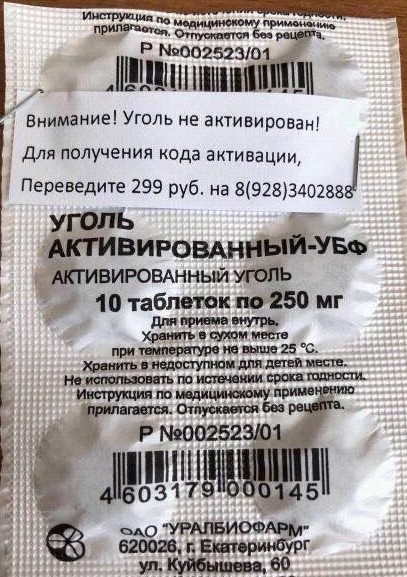 Инструкция по медицинскому применению
прилагается. Отпускается без рецепта.
Р №002523/01
Внимание! Уголь не активирован!
Для получения кода активации,
Переведите 299 руб. на 8(928)3402888
УГОЛЬ
АКТИВИРОВАННЫЙ-УБФ
АКТИВИРОВАННЫЙ УГОЛЬ
10 таблеток по 250 мг
Для приема внутрь.
Хранить в сухом месте
при температуре не выше 25 °С.
Хранить в недоступном для детей месте.
Не использовать по истечении срока годности.
Инструкция по медицинскому применению
прилагается. Отпускается без рецепта.
Р №002523/01
4 603179 000145
ОАО "УРАЛБИОФАРМ"
620026, г. Екатеринбург
ул. Куйбышева, 60